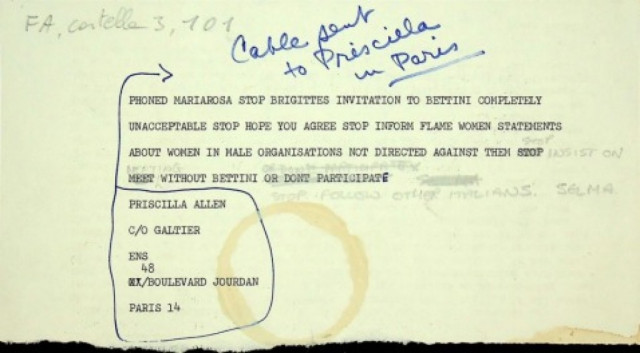 FA, cartella 3, 101
Cable sent
to Priscilla
in Paris
PHONED MARIAROSA STOP BRIGITTES INVITATION TO BETTINI COMPLETELY
UNACCEPTABLE STOP HOPE YOU AGREE STOP INFORM FLAME WOMEN STATEMENTS
STOP
ABOUT WOMEN IN MALE ORGANISATIONS NOT DIRECTED AGAINST THEM STOP INSIST ON
MEETING
MEET WITHOUT BETTINI OR DONT PARTICIPATE
STOP FOLLOW OTHER ITALIANS. SELMA
PRISCILLA ALLEN
C/O GALTIER
ENS
48
/BOULEVARD JOURDAN
PARIS 14